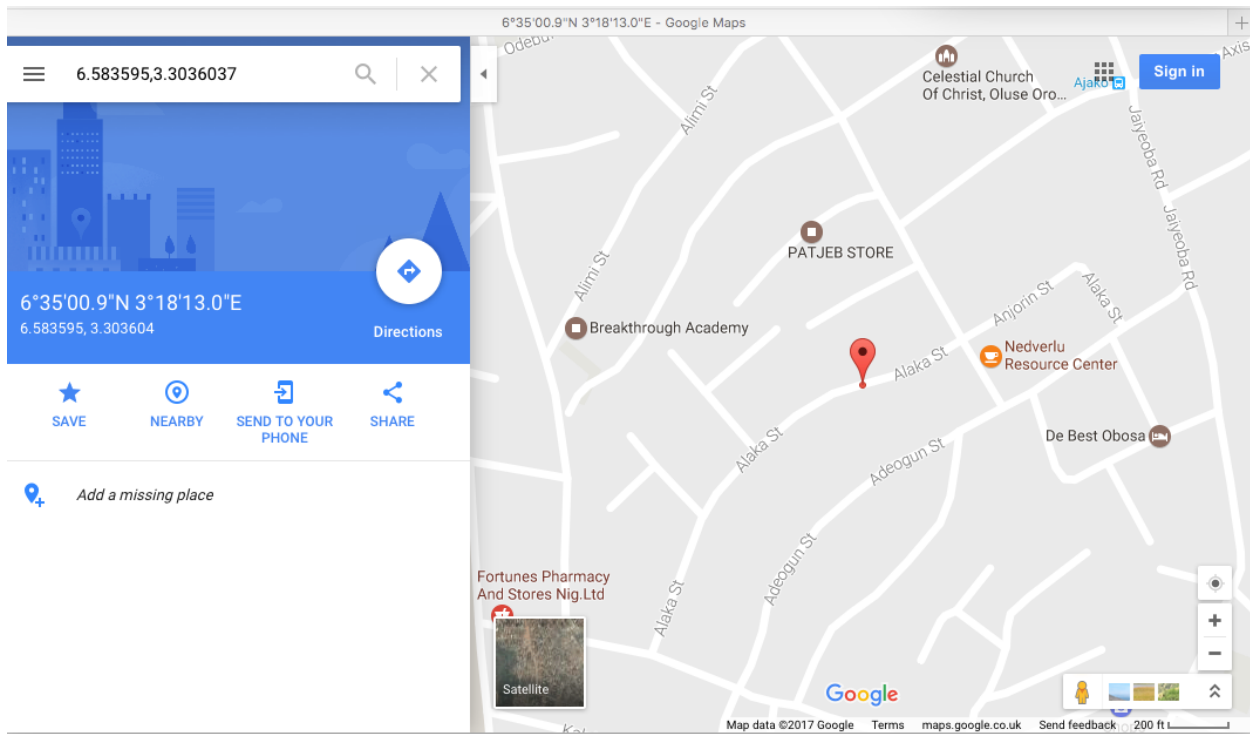 6°35'00.9"N 3°18'13.0"E - Google Maps
6.583595,3.3036037
6°35'00.9"N 3°18'13.0"E
6.583595, 3.303604
Directions
SAVE
NEARBY
SEND TO YOUR
PHONE
SHARE
Add a missing place
Alimi St
Celestial Church
Of Christ, Oluse Oro...
Ajako
Sign in
Axis
Jaiyeoba Rd
Jaiyeoba Rd
PATJEB STORE
Alimi St
Anjorin St
Alaka St
Breakthrough Academy
Nedverlu
Resource Center
Alaka St
De Best Obosa
Alaka St
Adeogun St
Adeogun St
Fortunes Pharmacy
And Stores Nig.Ltd
Alaka St
Satellite
Google
Map data ©2017 Google
Terms
maps.google.co.uk
Send feedback
200 ft